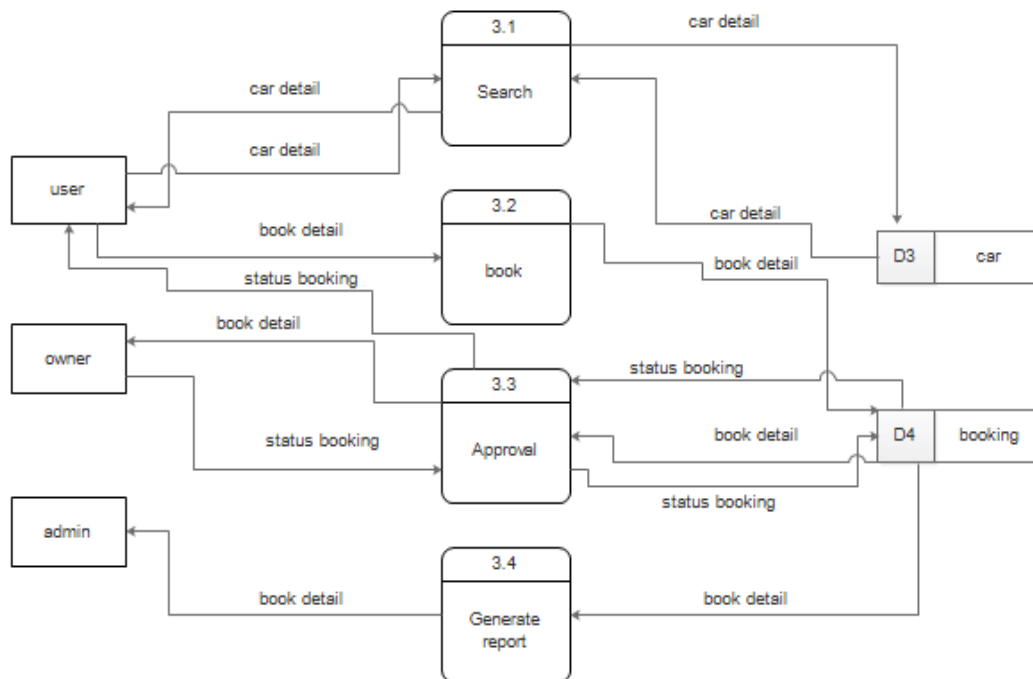 3.1
car detail
Search
car detail
car detail
user
3.2
car detail
book detail
book
book detail
D3
car
status booking
book detail
owner
3.3
status booking
status booking
Approval
book detail
D4
booking
status booking
admin
3.4
book detail
book detail
Generate
report